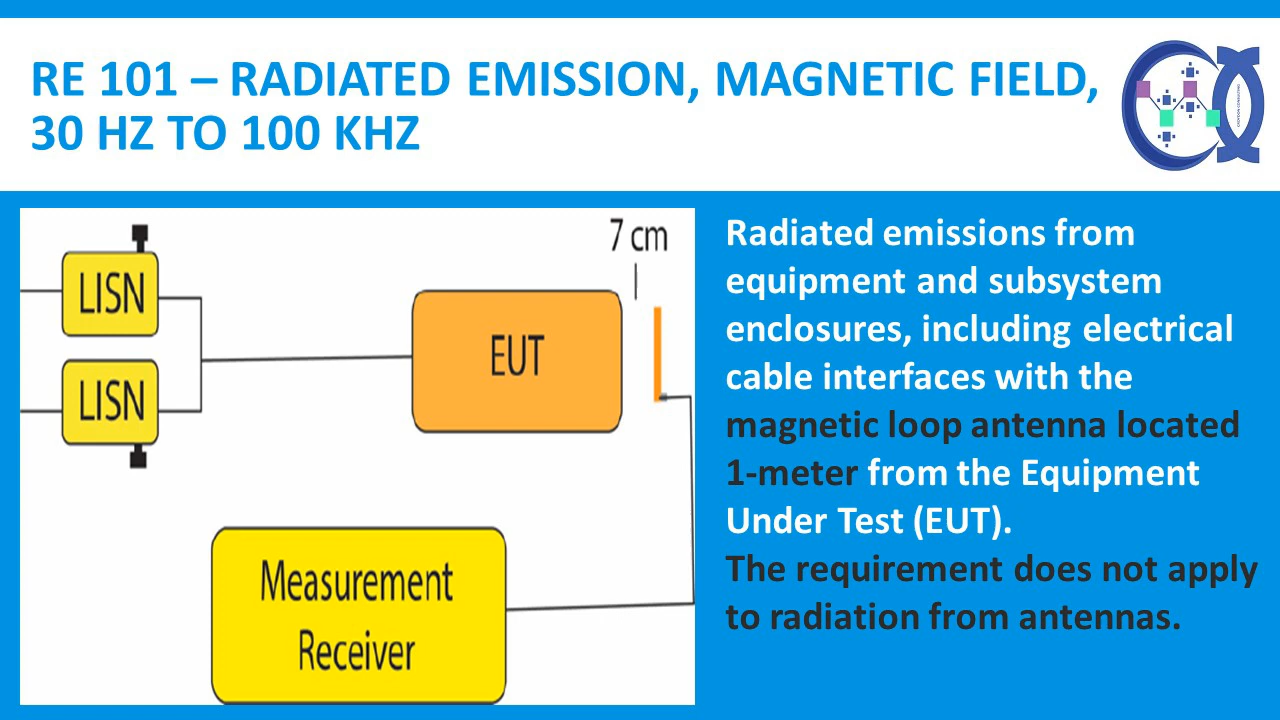 RE 101 – RADIATED EMISSION, MAGNETIC FIELD,
30 HZ TO 100 KHZ
7 cm
LISN
EUT
LISN
Measurement
Receiver
Radiated emissions from
equipment and subsystem
enclosures, including electrical
cable interfaces with the
magnetic loop antenna located
1-meter from the Equipment
Under Test (EUT).
The requirement does not apply
to radiation from antennas.